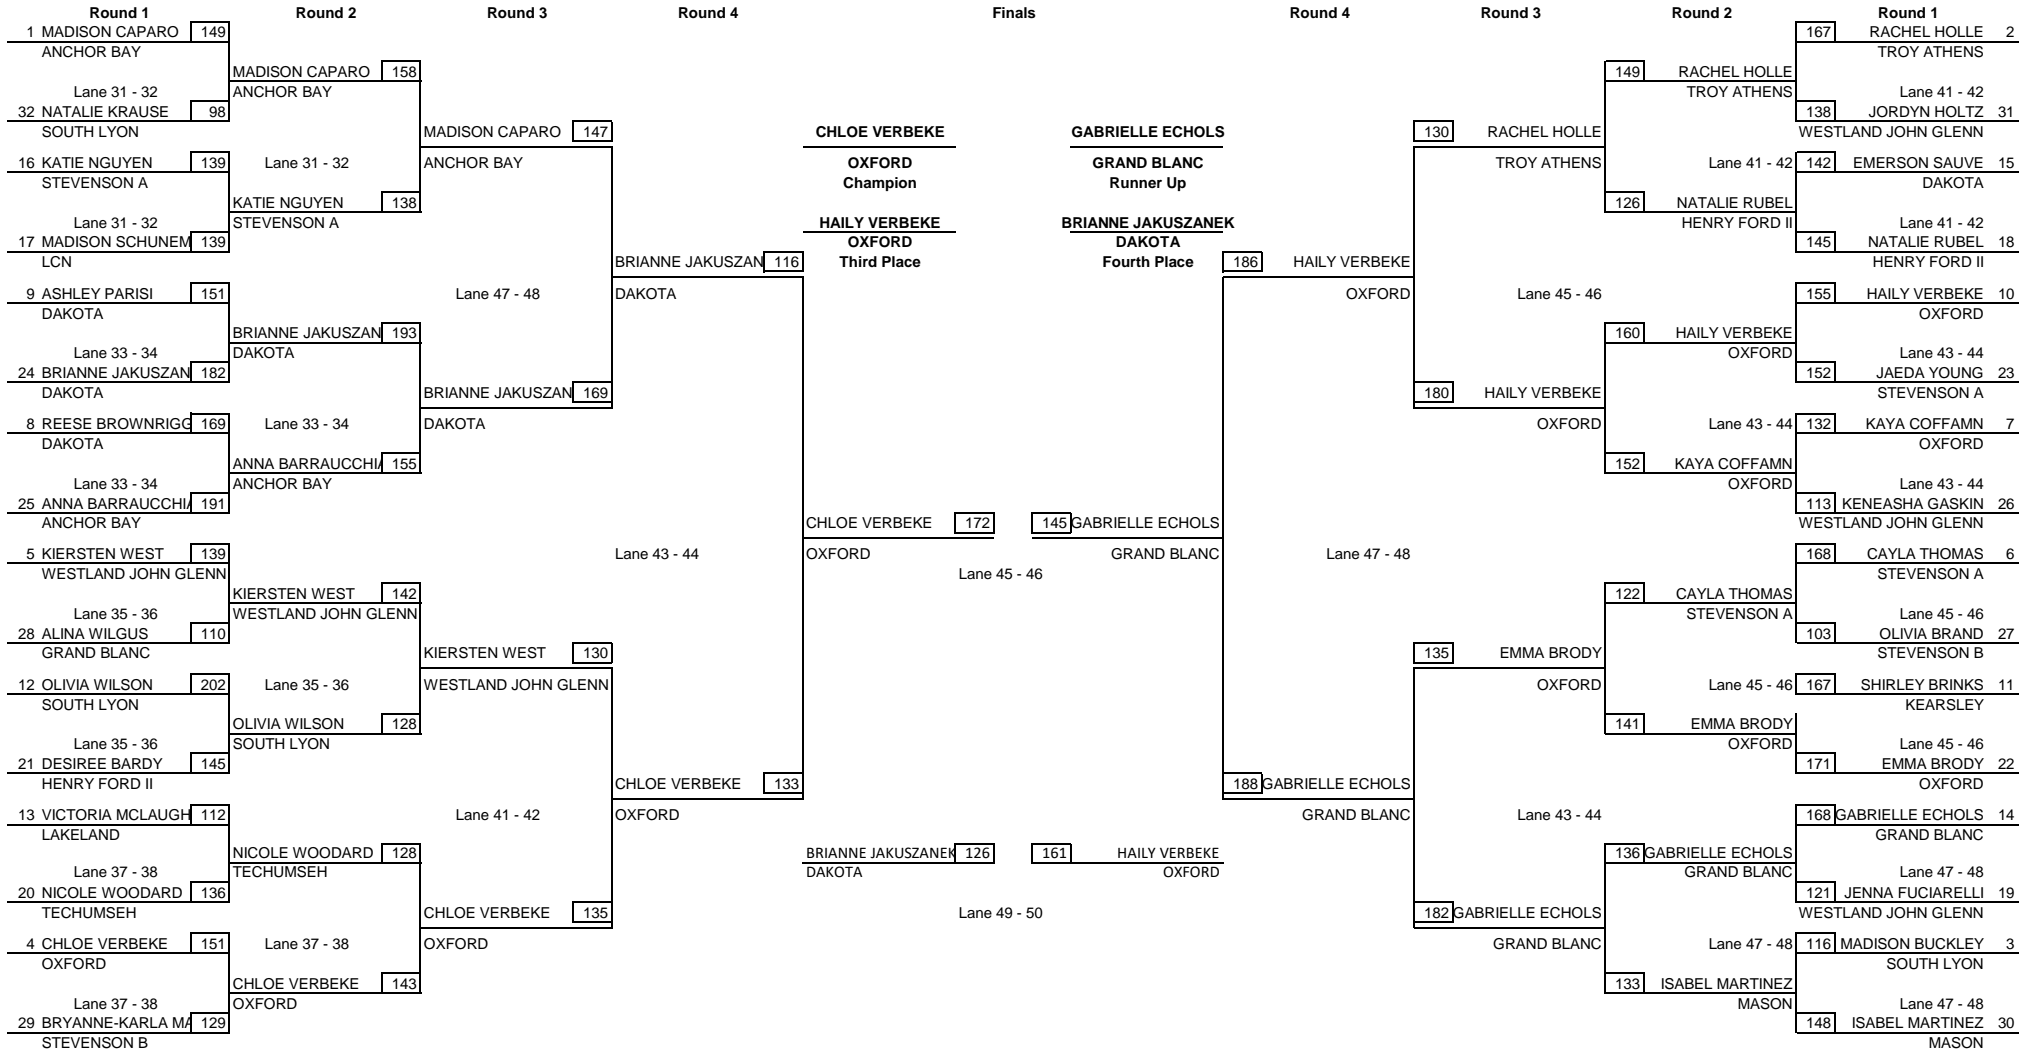 Round 1 Round 2 Round 3 Round 4 Finals Round 4 Round 3 Round 2 Round 1
1 MADISON CAPARO 149 167 RACHEL HOLLE 2
ANCHOR BAY TROY ATHENS
MADISON CAPARO 158 149 RACHEL HOLLE
Lane 31 - 32 ANCHOR BAY TROY ATHENS Lane 41 - 42
32 NATALIE KRAUSE 98 138 JORDYN HOLTZ 31
SOUTH LYON MADISON CAPARO 147 CHLOE VERBEKE GABRIELLE ECHOLS 130 RACHEL HOLLE WESTLAND JOHN GLENN
16 KATIE NGUYEN 139 Lane 31 - 32 ANCHOR BAY OXFORD GRAND BLANC TROY ATHENS Lane 41 - 42 142 EMERSON SAUVE 15
STEVENSON A Champion Runner Up DAKOTA
KATIE NGUYEN 138 126 NATALIE RUBEL
Lane 31 - 32 STEVENSON A HAILY VERBEKE BRIANNE JAKUSZANEK HENRY FORD II Lane 41 - 42
17 MADISON SCHUNEM 139 OXFORD DAKOTA 145 NATALIE RUBEL 18
LCN BRIANNE JAKUSZAN 116 Third Place Fourth Place 186 HAILY VERBEKE HENRY FORD II
9 ASHLEY PARISI 151 Lane 47 - 48 DAKOTA OXFORD Lane 45 - 46 155 HAILY VERBEKE 10
DAKOTA OXFORD
BRIANNE JAKUSZAN 193 160 HAILY VERBEKE
Lane 33 - 34 DAKOTA OXFORD Lane 43 - 44
24 BRIANNE JAKUSZAN 182 152 JAEDA YOUNG 23
DAKOTA BRIANNE JAKUSZAN 169 180 HAILY VERBEKE STEVENSON A
8 REESE BROWNRIGG 169 Lane 33 - 34 DAKOTA OXFORD Lane 43 - 44 132 KAYA COFFAMN 7
DAKOTA OXFORD
ANNA BARRAUCCHIA 155 152 KAYA COFFAMN
Lane 33 - 34 ANCHOR BAY OXFORD Lane 43 - 44
25 ANNA BARRAUCCHIA 191 113 KENEASHA GASKIN 26
ANCHOR BAY CHLOE VERBEKE 172 145 GABRIELLE ECHOLS WESTLAND JOHN GLENN
5 KIERSTEN WEST 139 Lane 43 - 44 OXFORD GRAND BLANC Lane 47 - 48 168 CAYLA THOMAS 6
WESTLAND JOHN GLENN Lane 45 - 46 STEVENSON A
KIERSTEN WEST 142 122 CAYLA THOMAS
Lane 35 - 36 WESTLAND JOHN GLENN STEVENSON A Lane 45 - 46
28 ALINA WILGUS 110 103 OLIVIA BRAND 27
GRAND BLANC KIERSTEN WEST 130 135 EMMA BRODY STEVENSON B
12 OLIVIA WILSON 202 Lane 35 - 36 WESTLAND JOHN GLENN OXFORD Lane 45 - 46 167 SHIRLEY BRINKS 11
SOUTH LYON KEARSLEY
OLIVIA WILSON 128 141 EMMA BRODY
Lane 35 - 36 SOUTH LYON OXFORD Lane 45 - 46
21 DESIREE BARDY 145 171 EMMA BRODY 22
HENRY FORD II CHLOE VERBEKE 133 188 GABRIELLE ECHOLS OXFORD
13 VICTORIA MCLAUGH 112 Lane 41 - 42 OXFORD GRAND BLANC Lane 43 - 44 168 GABRIELLE ECHOLS 14
LAKELAND GRAND BLANC
NICOLE WOODARD 128 BRIANNE JAKUSZANEK 126 161 HAILY VERBEKE 136 GABRIELLE ECHOLS
Lane 37 - 38 TECHUMSEH DAKOTA OXFORD GRAND BLANC Lane 47 - 48
20 NICOLE WOODARD 136 121 JENNA FUCIARELLI 19
TECHUMSEH CHLOE VERBEKE 135 Lane 49 - 50 182 GABRIELLE ECHOLS WESTLAND JOHN GLENN
4 CHLOE VERBEKE 151 Lane 37 - 38 OXFORD GRAND BLANC Lane 47 - 48 116 MADISON BUCKLEY 3
OXFORD SOUTH LYON
CHLOE VERBEKE 143 133 ISABEL MARTINEZ
Lane 37 - 38 OXFORD MASON Lane 47 - 48
29 BRYANNE-KARLA MA 129 148 ISABEL MARTINEZ 30
STEVENSON B MASON